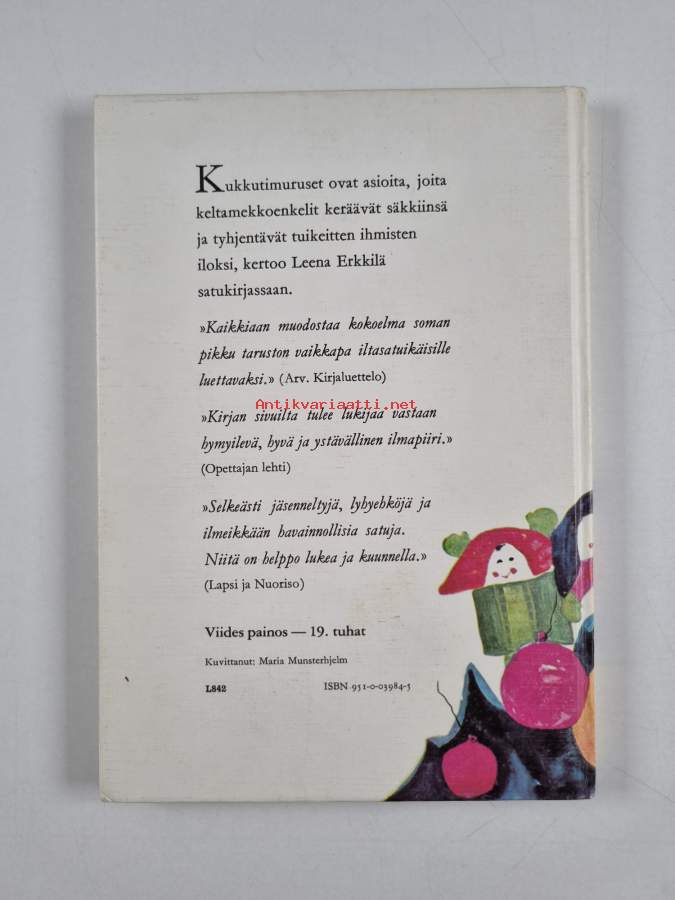 Kukkutimuruset ovat asioita, joita
keltamekkoenkelit keräävät säkkiinsä
ja tyhjentävät tuikeitten ihmisten
iloksi, kertoo Leena Erkkilä
satukirjassaan.
»Kaikkiaan muodostaa kokoelma soman
pikku taruston vaikkapa iltasatuikäisille
luettavaksi.» (Arv. Kirjaluettelo)
Antikvariaatti.net
»Kirjan sivuilta tulee lukijaa vastaan
hymyilevä, hyvä ja ystävällinen ilmapiiri.»
(Opettajan lehti)
»Selkeästi jäsenneltyjä, lyhyehköjä ja
ilmeikkään havainnollisia satuja.
Niitä on helppo lukea ja kuunnella.»
(Lapsi ja Nuoriso)
Viides painos — 19. tuhat
Kuvittanut: Maria Munsterhjelm
L842 ISBN 951-0-03984-5